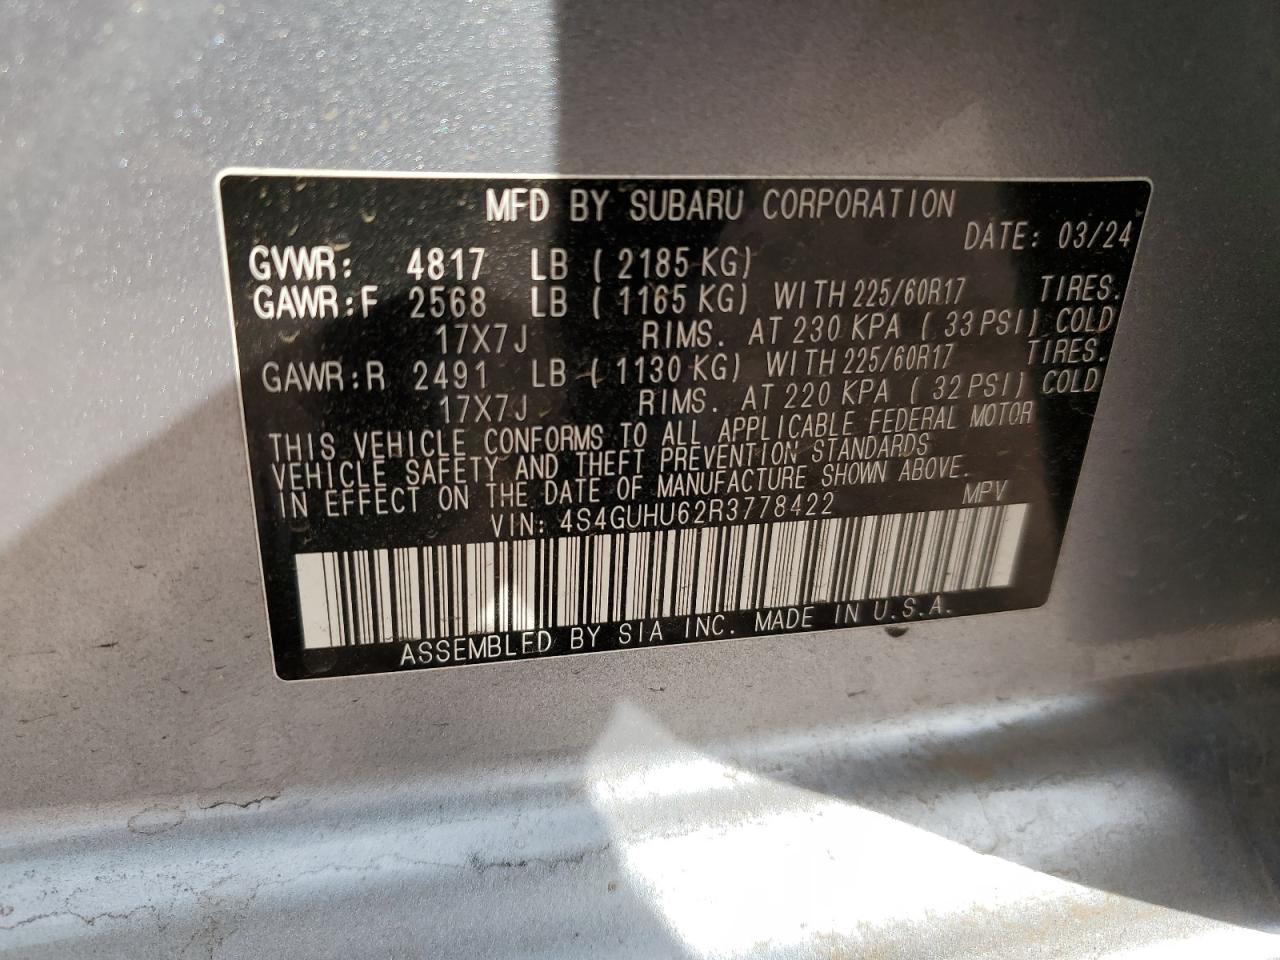 MFD BY SUBARU CORPORATION
DATE: 03/24
GVWR: 4817 LB ( 2185 KG)
GAWR:F 2568 LB ( 1165 KG) WITH 225/60R17 TIRES.
17X7J RIMS. AT 230 KPA ( 33 PSI) COLD
GAWR:R 2491 LB ( 1130 KG) WITH 225/60R17 TIRES.
17X7J RIMS. AT 220 KPA ( 32 PSI) COLD
THIS VEHICLE CONFORMS TO ALL APPLICABLE FEDERAL MOTOR
VEHICLE SAFETY AND THEFT PREVENTION STANDARDS
IN EFFECT ON THE DATE OF MANUFACTURE SHOWN ABOVE.
MPV
VIN: 4S4GUHU62R3778422
ASSEMBLED BY SIA INC. MADE IN U.S.A.